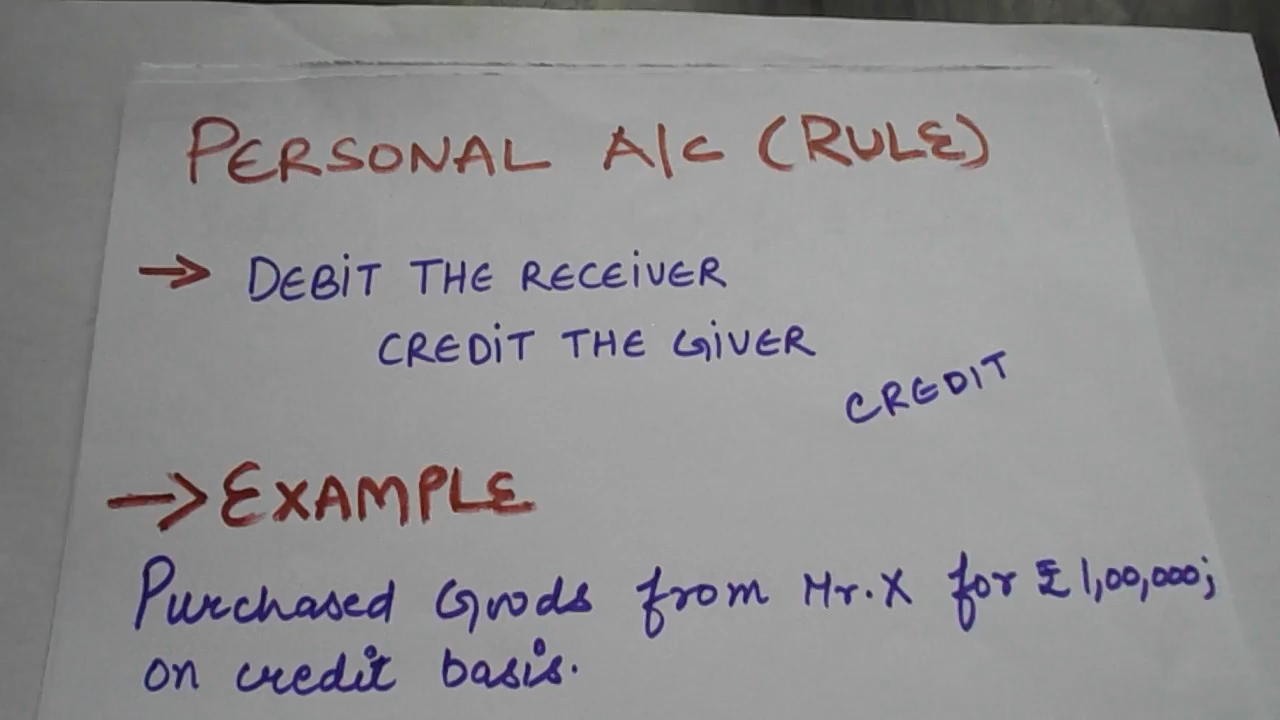 PERSONAL A/C (RULE)
→ DEBiT THE RECEiVER
CREDiT THE GiVER
CREDIT
→ EXAMPLE
Purchased Goods from Mr. X for ₹ 1,00,000;
on credit basis.